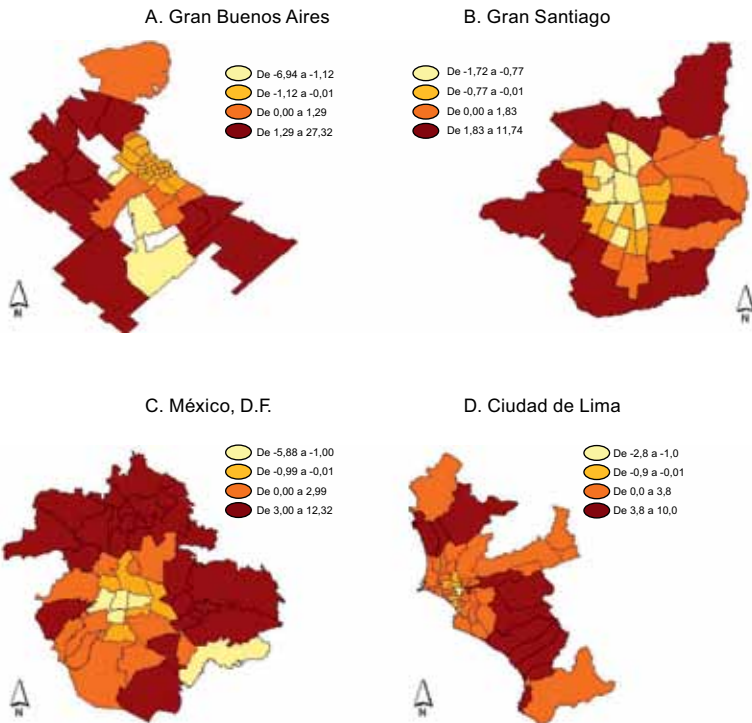 A. Gran Buenos Aires
De -6,94 a -1,12
De -1,12 a -0,01
De 0,00 a 1,29
De 1,29 a 27,32
N
B. Gran Santiago
De -1,72 a -0,77
De -0,77 a -0,01
De 0,00 a 1,83
De 1,83 a 11,74
N
C. México, D.F.
De -5,88 a -1,00
De -0,99 a -0,01
De 0,00 a 2,99
De 3,00 a 12,32
N
D. Ciudad de Lima
De -2,8 a -1,0
De -0,9 a -0,01
De 0,0 a 3,8
De 3,8 a 10,0
N